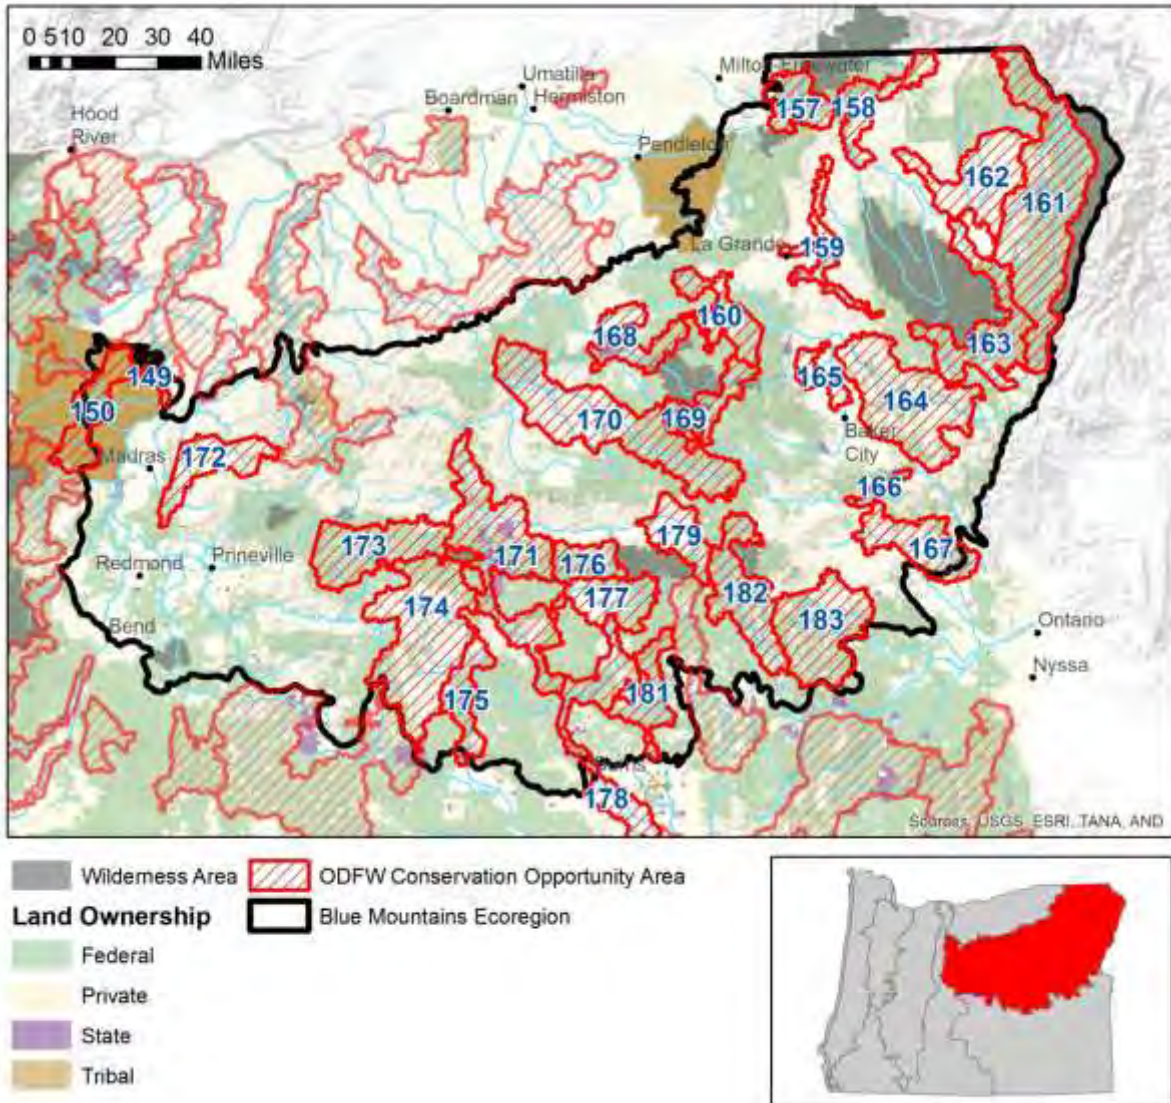 0 5 10 20 30 40
Miles
Hood
River
Boardman
Umatilla
Hermiston
Milton-Freewater
Pendleton
157
158
162
161
La Grande
159
160
168
163
149
150
165
164
170
169
Baker
City
172
Madras
166
179
167
173
171
176
Redmond
Prineville
177
182
183
174
Bend
Ontario
Nyssa
175
181
Burns
178
Sources: USGS, ESRI, TANA, AND
Wilderness Area
ODFW Conservation Opportunity Area
Land Ownership
Blue Mountains Ecoregion
Federal
Private
State
Tribal